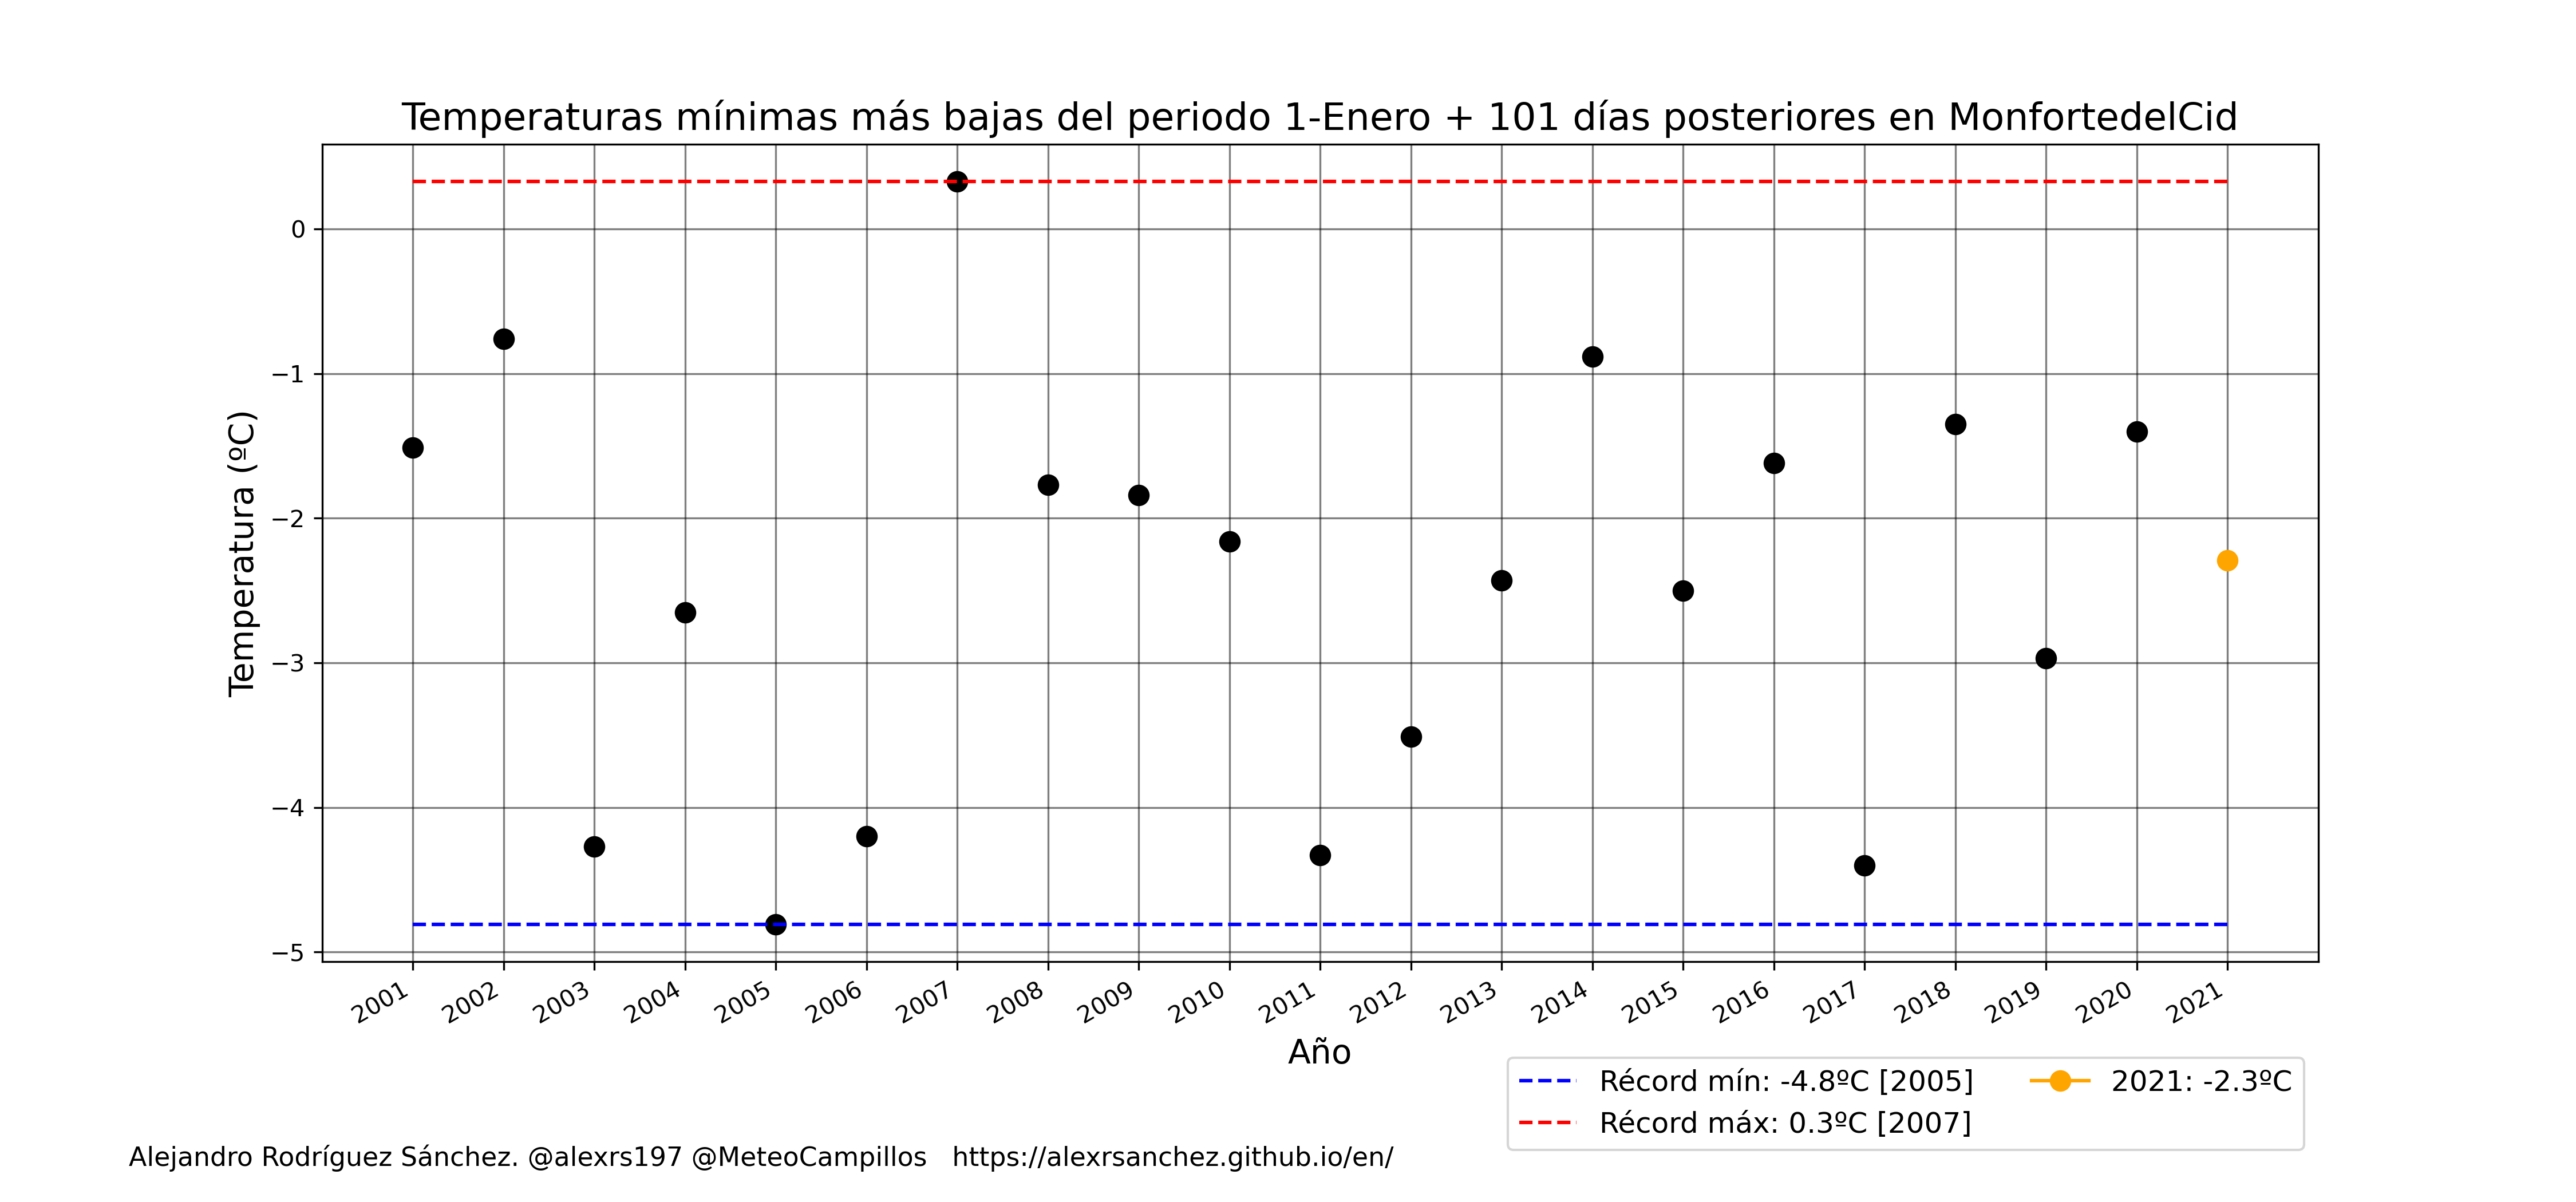 Temperaturas mínimas más bajas del periodo 1-Enero + 101 días posteriores en MonfortedelCid
Temperatura (ºC)
0
−1
−2
−3
−4
−5
2001 2002 2003 2004 2005 2006 2007 2008 2009 2010 2011 2012 2013 2014 2015 2016 2017 2018 2019 2020 2021
Año
Récord mín: -4.8ºC [2005]
Récord máx: 0.3ºC [2007]
2021: -2.3ºC
Alejandro Rodríguez Sánchez. @alexrs197 @MeteoCampillos https://alexrsanchez.github.io/en/